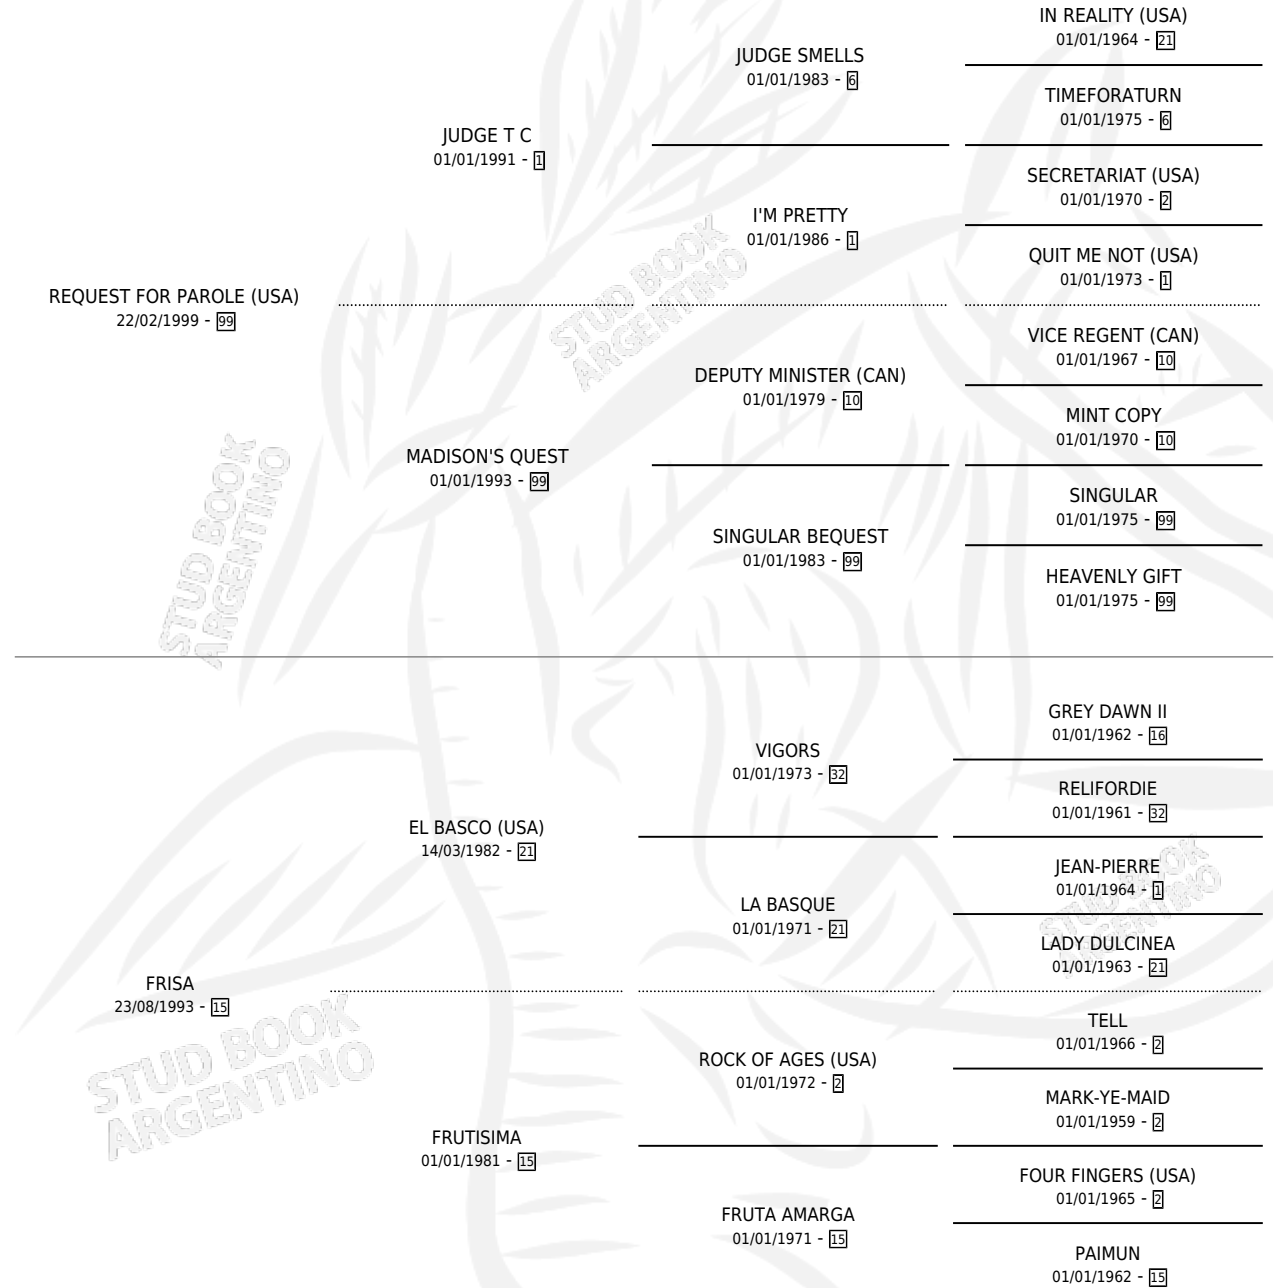 IN REALITY (USA)
01/01/1964 - 21
JUDGE SMELLS
01/01/1983 - 6
TIMEFORATURN
01/01/1975 - 6
JUDGE T C
01/01/1991 - 1
SECRETARIAT (USA)
01/01/1970 - 2
I'M PRETTY
01/01/1986 - 1
QUIT ME NOT (USA)
01/01/1973 - 1
REQUEST FOR PAROLE (USA)
22/02/1999 - 99
STUD BOOK
ARGENTINO
VICE REGENT (CAN)
01/01/1967 - 10
DEPUTY MINISTER (CAN)
01/01/1979 - 10
MINT COPY
01/01/1970 - 10
MADISON'S QUEST
01/01/1993 - 99
SINGULAR
01/01/1975 - 99
SINGULAR BEQUEST
01/01/1983 - 99
HEAVENLY GIFT
01/01/1975 - 99
STUD BOOK
ARGENTINO
GREY DAWN II
01/01/1962 - 16
VIGORS
01/01/1973 - 32
RELIFORDIE
01/01/1961 - 32
EL BASCO (USA)
14/03/1982 - 21
JEAN-PIERRE
01/01/1964 - 1
LA BASQUE
01/01/1971 - 21
LADY DULCINEA
01/01/1963 - 21
STUD BOOK
ARGENTINO
FRISA
23/08/1993 - 15
TELL
01/01/1966 - 2
ROCK OF AGES (USA)
01/01/1972 - 2
MARK-YE-MAID
01/01/1959 - 2
STUD BOOK
ARGENTINO
FRUTISIMA
01/01/1981 - 15
FOUR FINGERS (USA)
01/01/1965 - 2
FRUTA AMARGA
01/01/1971 - 15
PAIMUN
01/01/1962 - 15